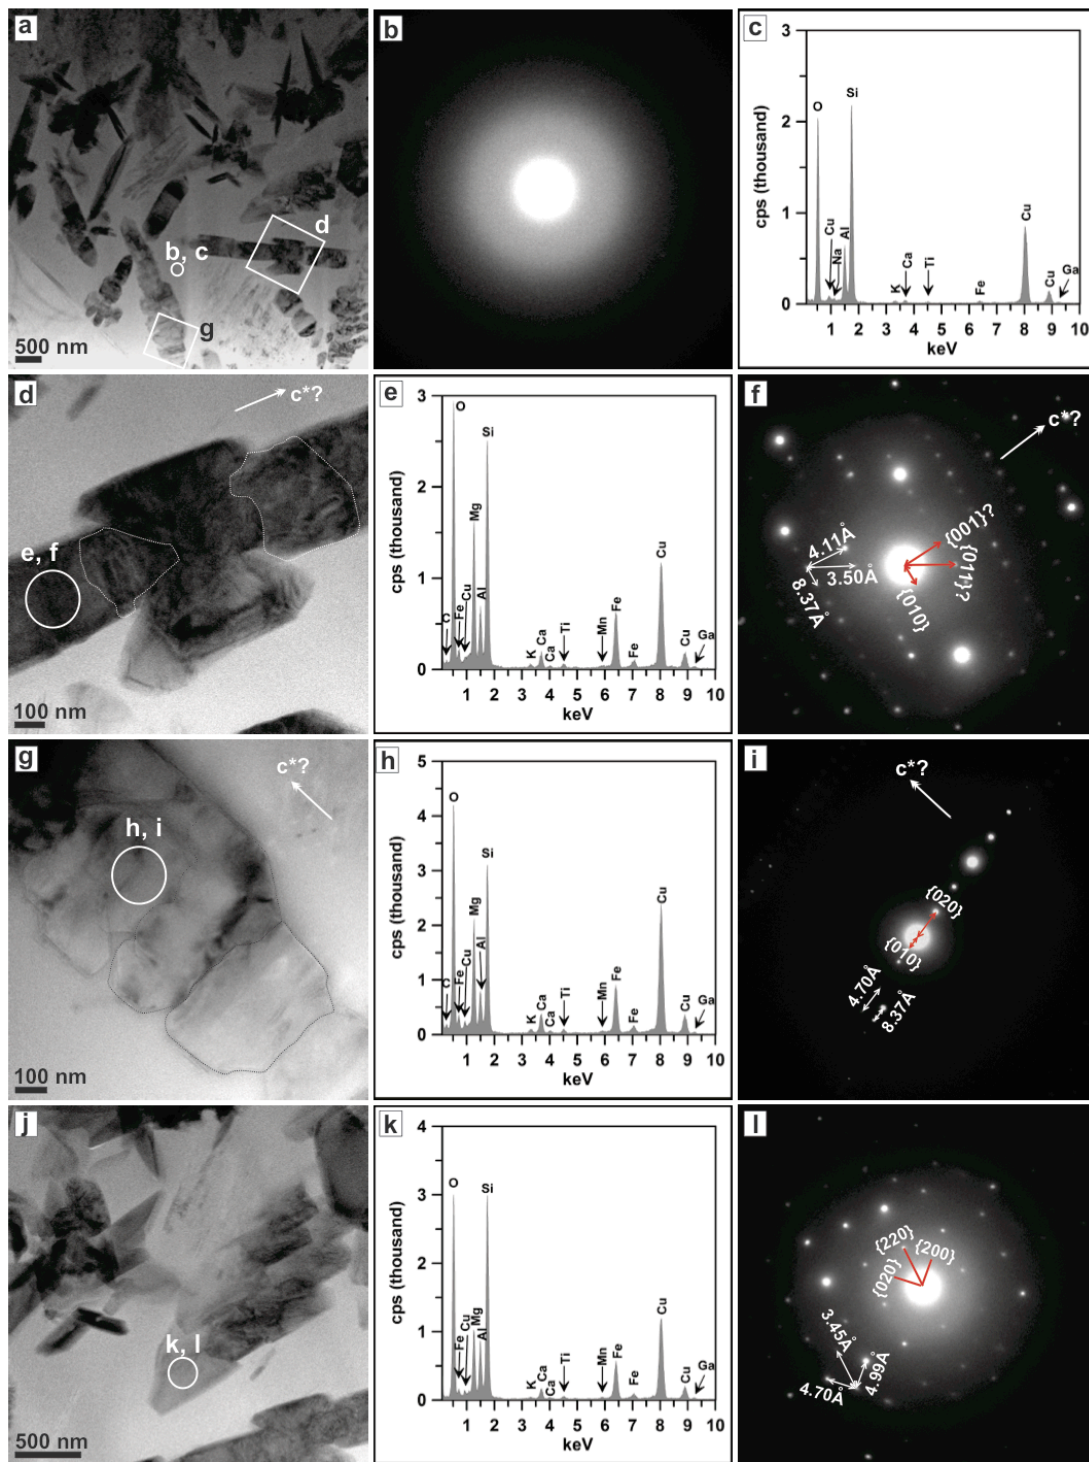 a
b, c
d
g
500 nm
b
c
cps (thousand)
3
2
1
0
O
Si
Cu
Na
Al
K
Ca
Ti
Fe
Cu
Cu
Ga
1 2 3 4 5 6 7 8 9 10
keV
d
c*?
e, f
100 nm
e
cps (thousand)
3
2
1
0
O
Si
Mg
C
Fe
Cu
Al
K
Ca
Ca
Ti
Mn
Fe
Fe
Cu
Cu
Ga
1 2 3 4 5 6 7 8 9 10
keV
f
c*?
4.11Å
3.50Å
8.37Å
{001}?
{011}?
{010}
g
c*?
h, i
100 nm
h
cps (thousand)
5
4
3
2
1
0
O
Si
Mg
C
Fe
Cu
Al
K
Ca
Ca
Ti
Mn
Fe
Fe
Cu
Cu
Ga
1 2 3 4 5 6 7 8 9 10
keV
i
c*?
{020}
{010}
4.70Å
8.37Å
j
k, l
500 nm
k
cps (thousand)
4
3
2
1
0
O
Si
Fe
Cu
Mg
Al
K
Ca
Ca
Ti
Mn
Fe
Fe
Cu
Cu
Ga
1 2 3 4 5 6 7 8 9 10
keV
l
{220}
{200}
{020}
3.45Å
4.99Å
4.70Å